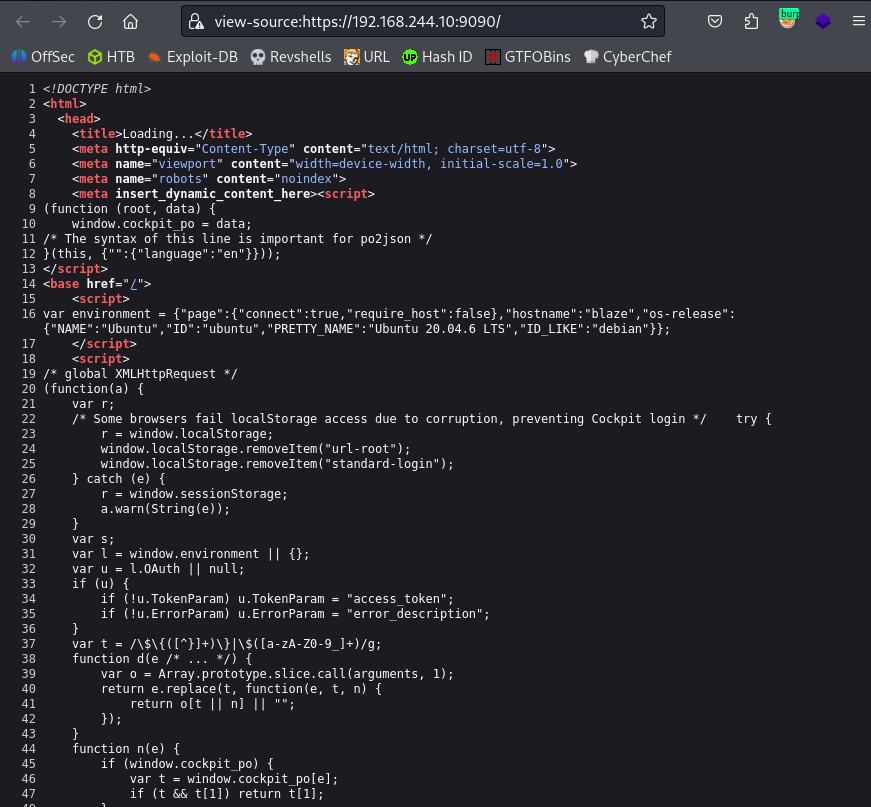 view-source:https://192.168.244.10:9090/
burp
OffSec HTB Exploit-DB Revshells URL UP Hash ID GTFOBins CyberChef
1 <!DOCTYPE html>
2 <html>
3   <head>
4     <title>Loading...</title>
5     <meta http-equiv="Content-Type" content="text/html; charset=utf-8">
6     <meta name="viewport" content="width=device-width, initial-scale=1.0">
7     <meta name="robots" content="noindex">
8     <meta insert_dynamic_content_here><script>
9 (function (root, data) {
10     window.cockpit_po = data;
11 /* The syntax of this line is important for po2json */
12 }(this, {"":{"language":"en"}}));
13 </script>
14 <base href="/">
15     <script>
16 var environment = {"page":{"connect":true,"require_host":false},"hostname":"blaze","os-release":
{"NAME":"Ubuntu","ID":"ubuntu","PRETTY_NAME":"Ubuntu 20.04.6 LTS","ID_LIKE":"debian"}};
17     </script>
18     <script>
19 /* global XMLHttpRequest */
20 (function(a) {
21     var r;
22     /* Some browsers fail localStorage access due to corruption, preventing Cockpit login */    try {
23         r = window.localStorage;
24         window.localStorage.removeItem("url-root");
25         window.localStorage.removeItem("standard-login");
26     } catch (e) {
27         r = window.sessionStorage;
28         a.warn(String(e));
29     }
30     var s;
31     var l = window.environment || {};
32     var u = l.OAuth || null;
33     if (u) {
34         if (!u.TokenParam) u.TokenParam = "access_token";
35         if (!u.ErrorParam) u.ErrorParam = "error_description";
36     }
37     var t = /\$\{([^}]+)\}|\$([a-zA-Z0-9_]+)/g;
38     function d(e /* ... */) {
39         var o = Array.prototype.slice.call(arguments, 1);
40         return e.replace(t, function(e, t, n) {
41             return o[t || n] || "";
42         });
43     }
44     function n(e) {
45         if (window.cockpit_po) {
46             var t = window.cockpit_po[e];
47             if (t && t[1]) return t[1];
48         }